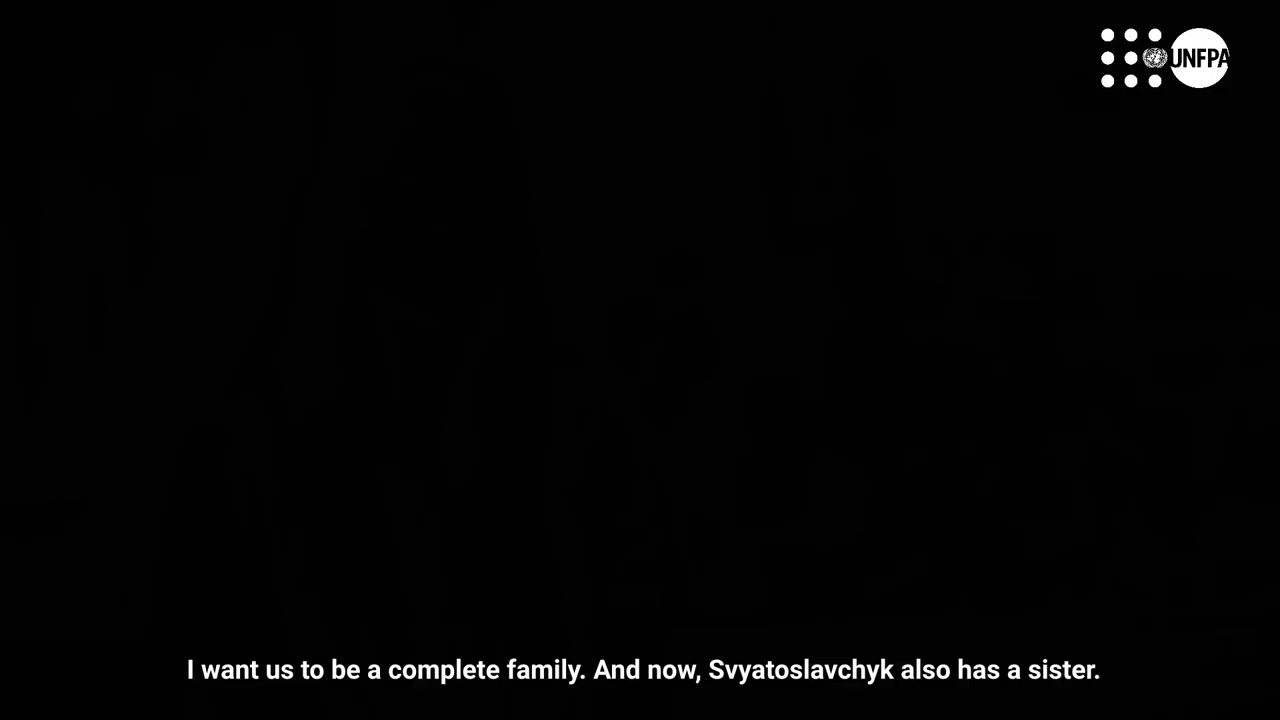 UNFPA
I want us to be a complete family. And now, Svyatoslavchyk also has a sister.